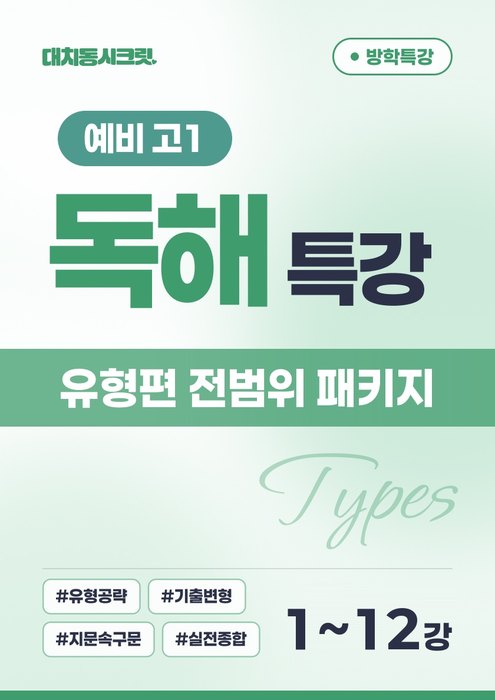 대치동시크릿.
• 방학특강
예비 고1
독해 특강
유형편 전범위 패키지
Types
#유형공략 #기출변형
#지문속구문 #실전종합
1~12강